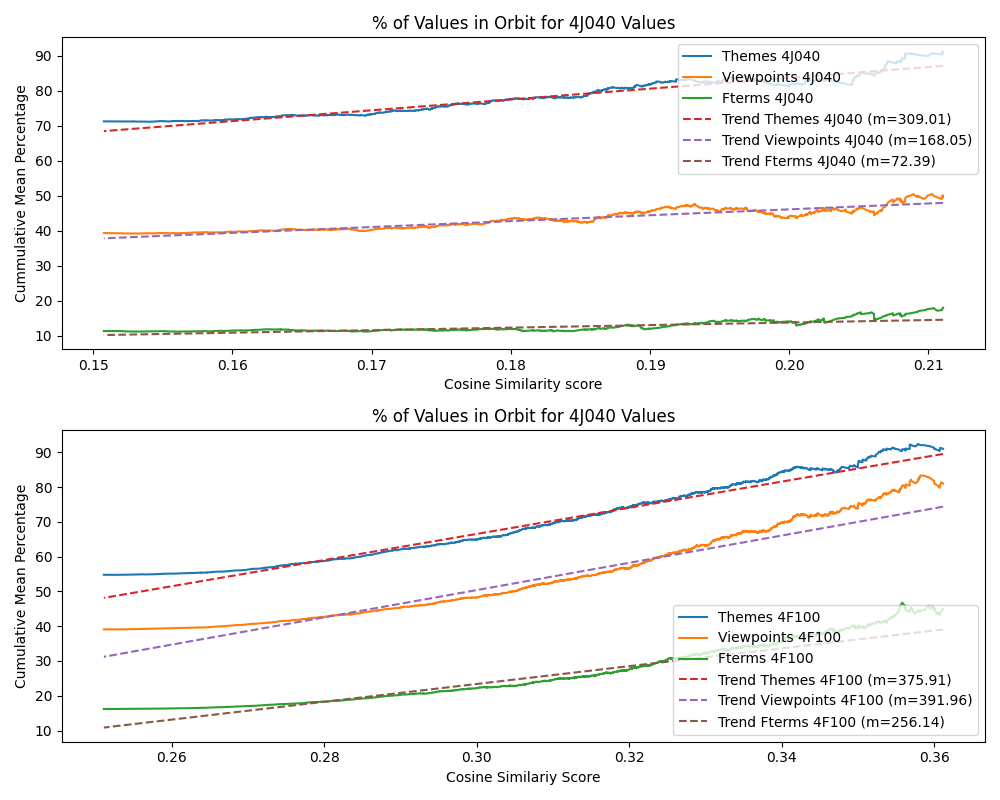 % of Values in Orbit for 4J040 Values
Cummulative Mean Percentage
90
80
70
60
50
40
30
20
10
Themes 4J040
Viewpoints 4J040
Fterms 4J040
Trend Themes 4J040 (m=309.01)
Trend Viewpoints 4J040 (m=168.05)
Trend Fterms 4J040 (m=72.39)
0.15 0.16 0.17 0.18 0.19 0.20 0.21
Cosine Similarity score
% of Values in Orbit for 4J040 Values
Cumulative Mean Percentage
90
80
70
60
50
40
30
20
10
Themes 4F100
Viewpoints 4F100
Fterms 4F100
Trend Themes 4F100 (m=375.91)
Trend Viewpoints 4F100 (m=391.96)
Trend Fterms 4F100 (m=256.14)
0.26 0.28 0.30 0.32 0.34 0.36
Cosine Similariy Score